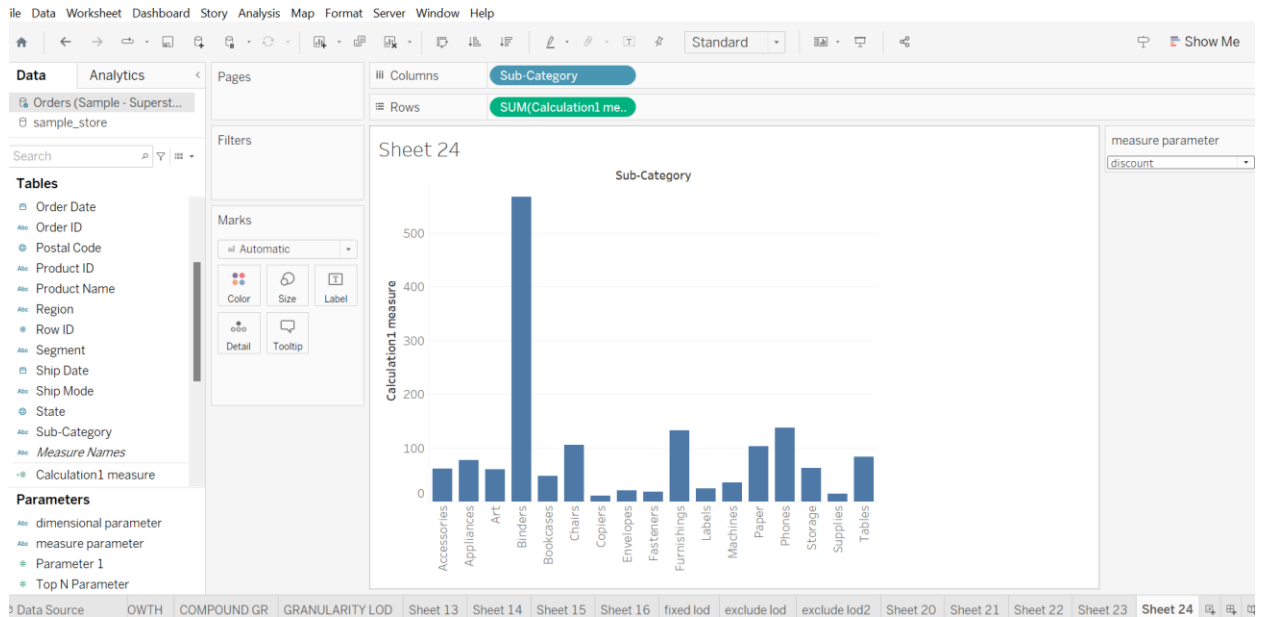 ile Data Worksheet Dashboard Story Analysis Map Format Server Window Help
Standard
Show Me
Data Analytics
Orders (Sample - Superst...
sample_store
Search
Tables
Order Date
Order ID
Postal Code
Product ID
Product Name
Region
Row ID
Segment
Ship Date
Ship Mode
State
Sub-Category
Measure Names
Calculation1 measure
Parameters
dimensional parameter
measure parameter
Parameter 1
Top N Parameter
Pages
Filters
Marks
Automatic
Color Size Label
Detail Tooltip
Columns Sub-Category
Rows SUM(Calculation1 me..
Sheet 24
Sub-Category
Calculation1 measure
500
400
300
200
100
0
Accessories
Appliances
Art
Binders
Bookcases
Chairs
Copiers
Envelopes
Fasteners
Furnishings
Labels
Machines
Paper
Phones
Storage
Supplies
Tables
measure parameter
discount
Data Source OWTH COMPOUND GR GRANULARITY LOD Sheet 13 Sheet 14 Sheet 15 Sheet 16 fixed lod exclude lod exclude lod2 Sheet 20 Sheet 21 Sheet 22 Sheet 23 Sheet 24